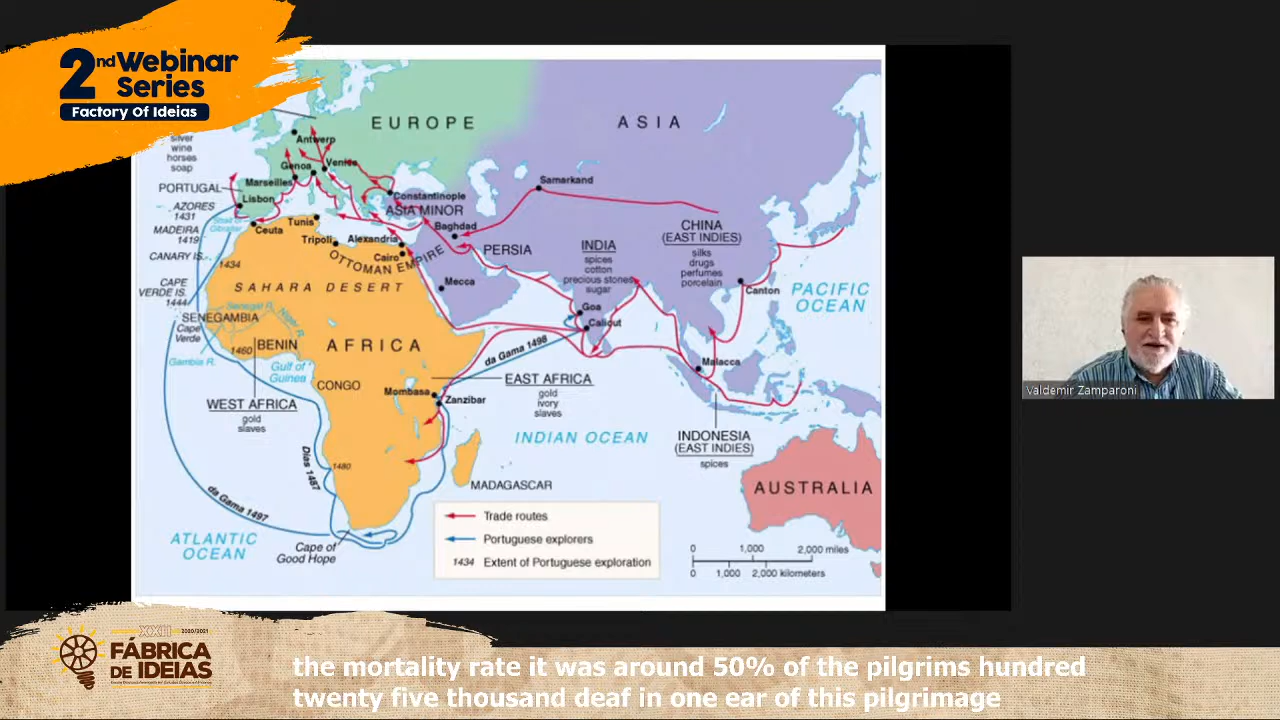 2nd Webinar
Series
Factory Of Ideias
EUROPE
ASIA
silver
wine
horses
soap
Antwerp
Genoa
Venice
Marseilles
PORTUGAL
Lisbon
Constantinople
ASIA MINOR
Samarkand
AZORES
1431
MADEIRA
1419
CANARY IS.
Ceuta
Tunis
Tripoli
Alexandria
Cairo
Baghdad
PERSIA
OTTOMAN EMPIRE
INDIA
spices
cotton
precious stones
sugar
CHINA
(EAST INDIES)
silks
drugs
perfumes
porcelain
Canton
PACIFIC
OCEAN
1434
SAHARA DESERT
Mecca
CAPE
VERDE IS.
1444
Goa
Calicut
SENEGAMBIA
Senegal R.
Niger R.
Cape
Verde
Gambia R.
1460
BENIN
AFRICA
Gulf of
Guinea
CONGO
da Gama 1498
Malacca
Mombasa
Zanzibar
EAST AFRICA
gold
ivory
slaves
WEST AFRICA
gold
slaves
INDIAN OCEAN
INDONESIA
(EAST INDIES)
spices
Dias 1487
1480
MADAGASCAR
AUSTRALIA
da Gama 1497
ATLANTIC
OCEAN
Cape of
Good Hope
Trade routes
Portuguese explorers
1434 Extent of Portuguese exploration
0 1,000 2,000 miles
0 1,000 2,000 kilometers
Valdemir Zamparoni
XXII 2020/2021
FÁBRICA
DE IDEIAS
the mortality rate it was around 50% of the pilgrims hundred
twenty five thousand deaf in one ear of this pilgrimage